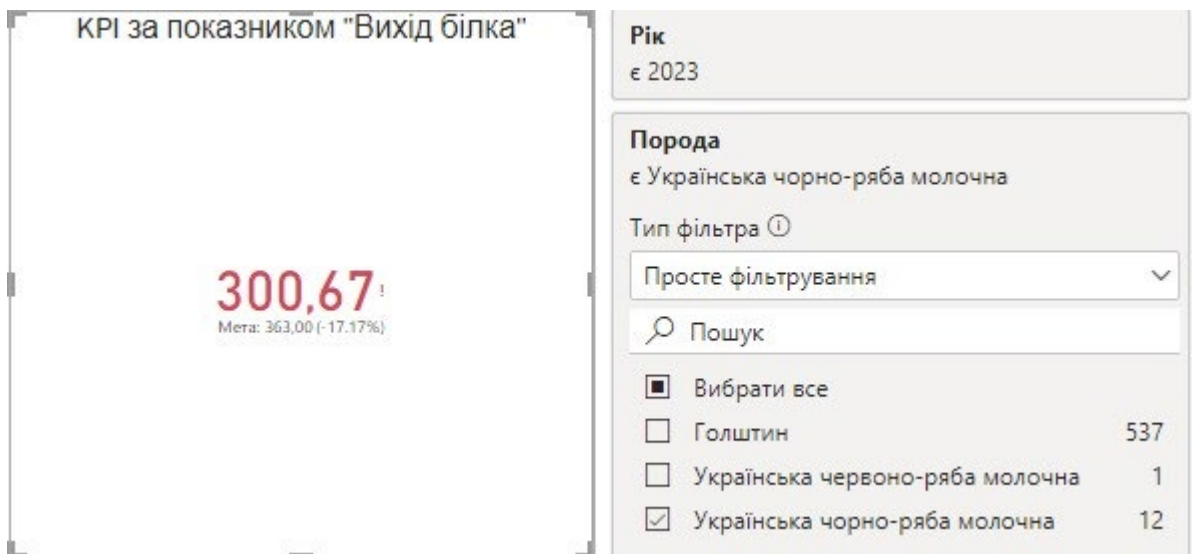 KPI за показником "Вихід білка"
300,67 !
Мета: 363,00 (-17.17%)
Рік
є 2023
Порода
є Українська чорно-ряба молочна
Тип фільтра
Просте фільтрування
Пошук
Вибрати все
Голштин 537
Українська червоно-ряба молочна 1
Українська чорно-ряба молочна 12